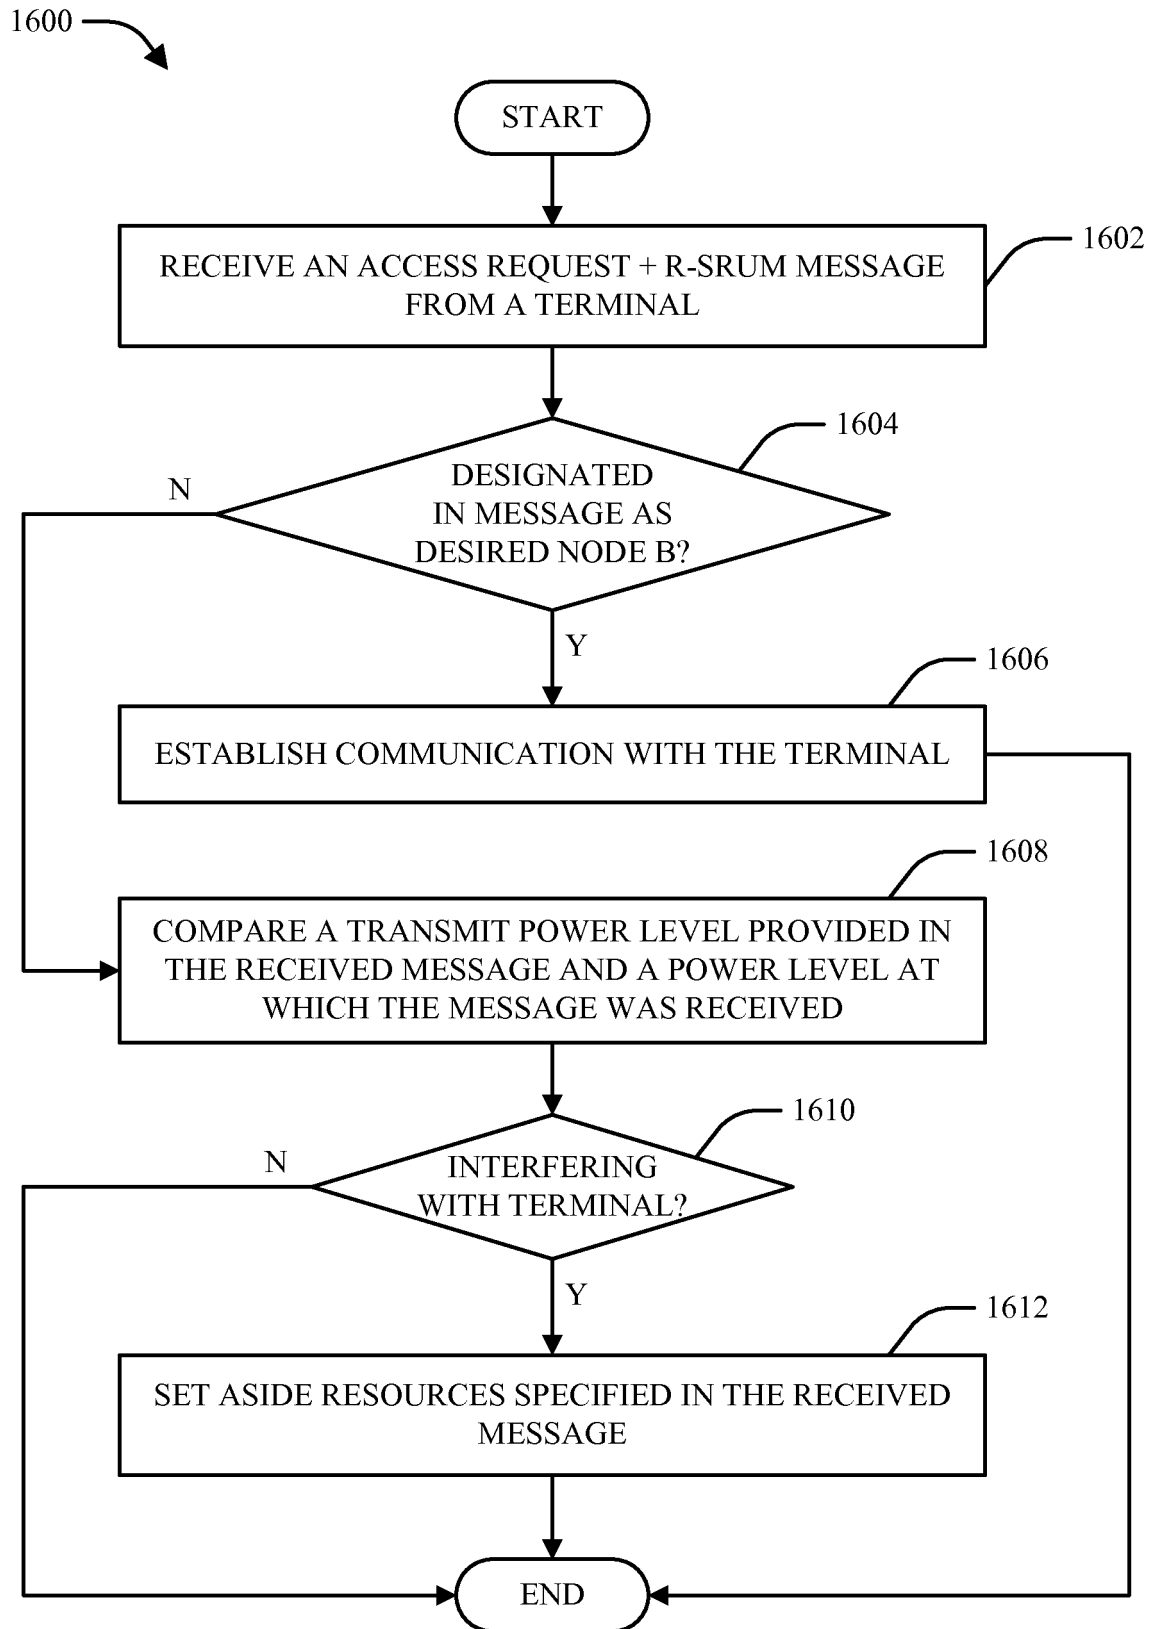 1600
START
RECEIVE AN ACCESS REQUEST + R-SRUM MESSAGE
FROM A TERMINAL
1602
1604
DESIGNATED
IN MESSAGE AS
DESIRED NODE B?
N
Y
1606
ESTABLISH COMMUNICATION WITH THE TERMINAL
1608
COMPARE A TRANSMIT POWER LEVEL PROVIDED IN
THE RECEIVED MESSAGE AND A POWER LEVEL AT
WHICH THE MESSAGE WAS RECEIVED
1610
INTERFERING
WITH TERMINAL?
N
Y
1612
SET ASIDE RESOURCES SPECIFIED IN THE RECEIVED
MESSAGE
END